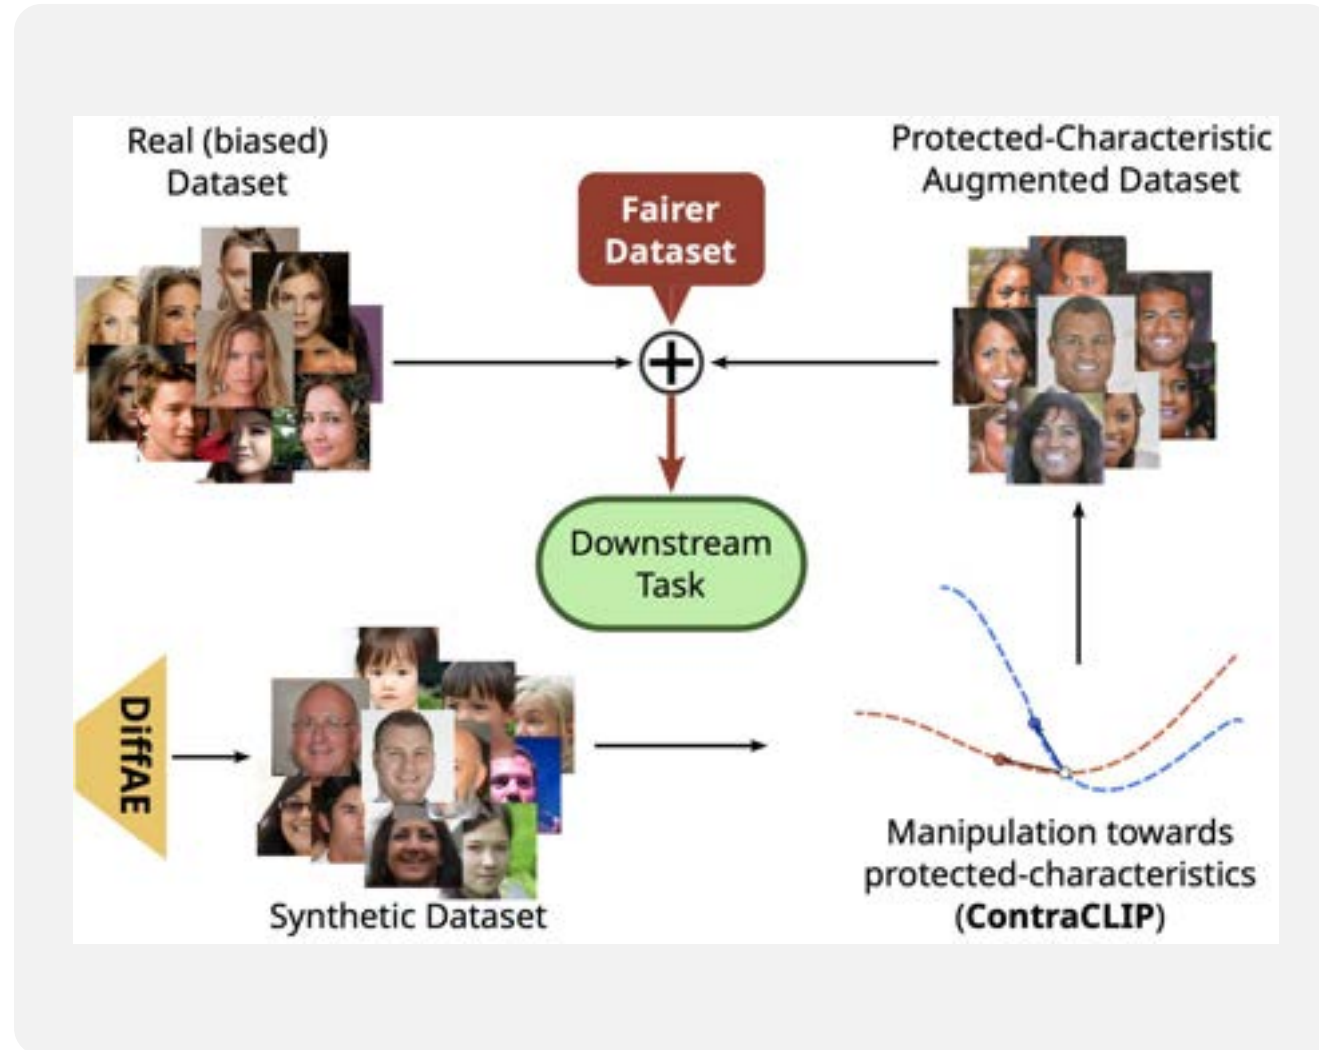 Real (biased)
Dataset
Fairer
Dataset
Protected-Characteristic
Augmented Dataset
Downstream
Task
DiffAE
Synthetic Dataset
Manipulation towards
protected-characteristics
(ContraCLIP)